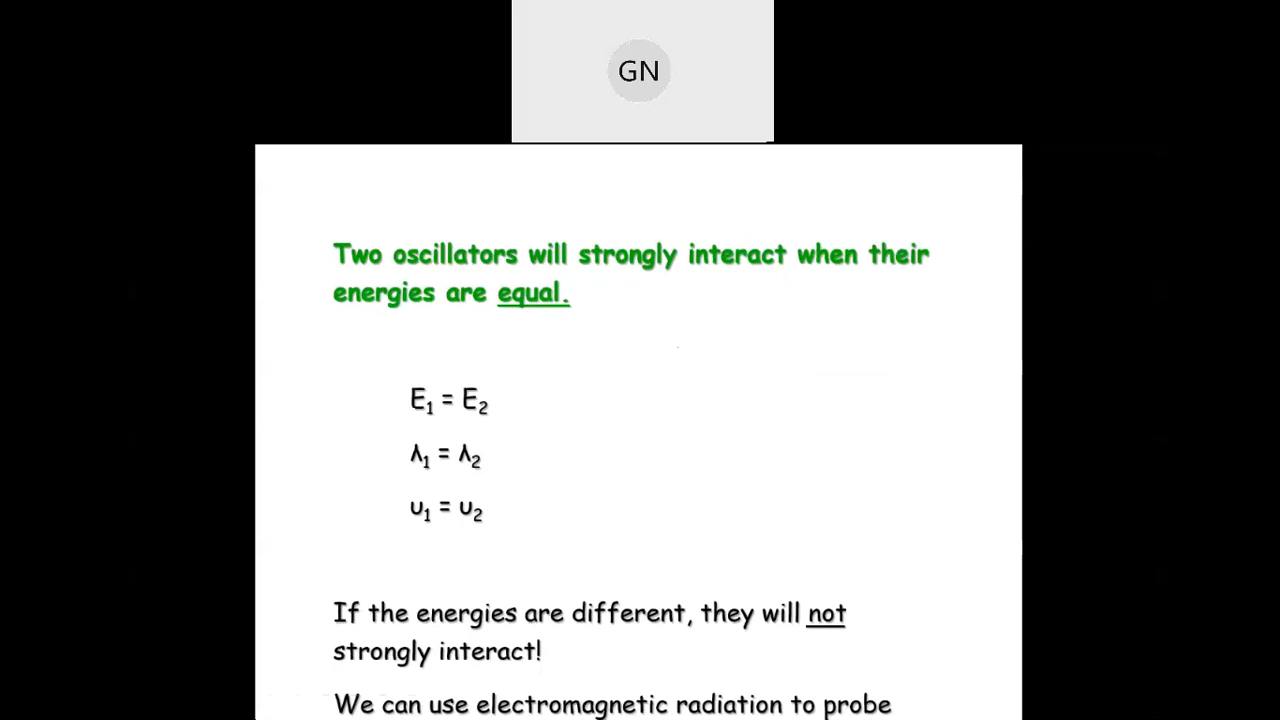 GN
Two oscillators will strongly interact when their
energies are equal.
E₁ = E₂
λ₁ = λ₂
υ₁ = υ₂
If the energies are different, they will not
strongly interact!
We can use electromagnetic radiation to probe